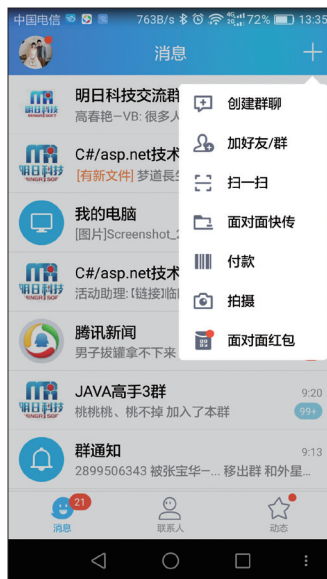 中国电信 763B/s 4G 2G 72% 13:35
消息
明日科技交流群
高春艳-VB: 很多人
创建群聊
C#/asp.net技术
[有新文件] 梦道長生
加好友/群
扫一扫
我的电脑
[图片]Screenshot_2
面对面快传
C#/asp.net技术
活动助理: [链接]临
付款
拍摄
腾讯新闻
男子拔罐拿不下来
面对面红包
JAVA高手3群 9:20
桃桃桃、桃不掉 加入了本群 99+
群通知 9:13
2899506343 被张宝华-... 移出群 和外星...
21
消息 联系人 动态